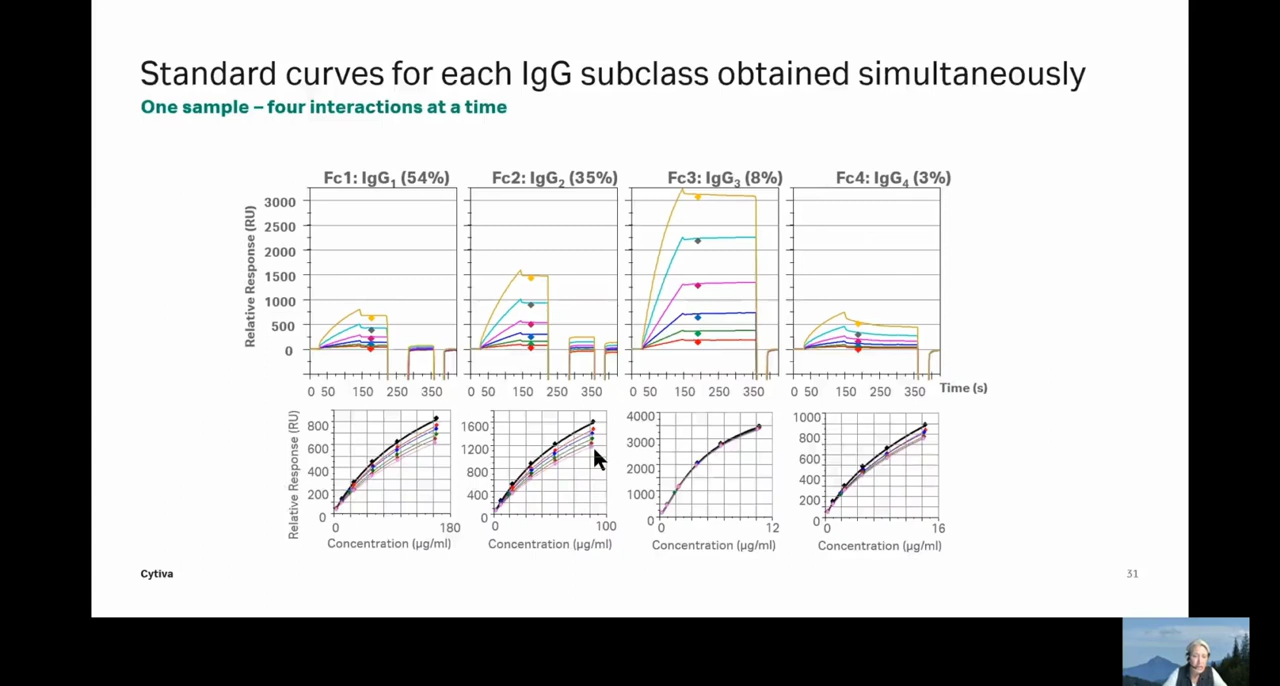 Standard curves for each IgG subclass obtained simultaneously
One sample – four interactions at a time
Fc1: IgG₁ (54%) Fc2: IgG₂ (35%) Fc3: IgG₃ (8%) Fc4: IgG₄ (3%)
Relative Response (RU)
3000
2500
2000
1500
1000
500
0
0 50 150 250 350 0 50 150 250 350 0 50 150 250 350 0 50 150 250 350 Time (s)
Relative Response (RU)
800 1600 4000 1000
600 1200 3000 800
400 800 2000 600
200 400 1000 400
0 0 0 200
0
0 180 0 100 0 12 0 16
Concentration (µg/ml) Concentration (µg/ml) Concentration (µg/ml) Concentration (µg/ml)
Cytiva 31